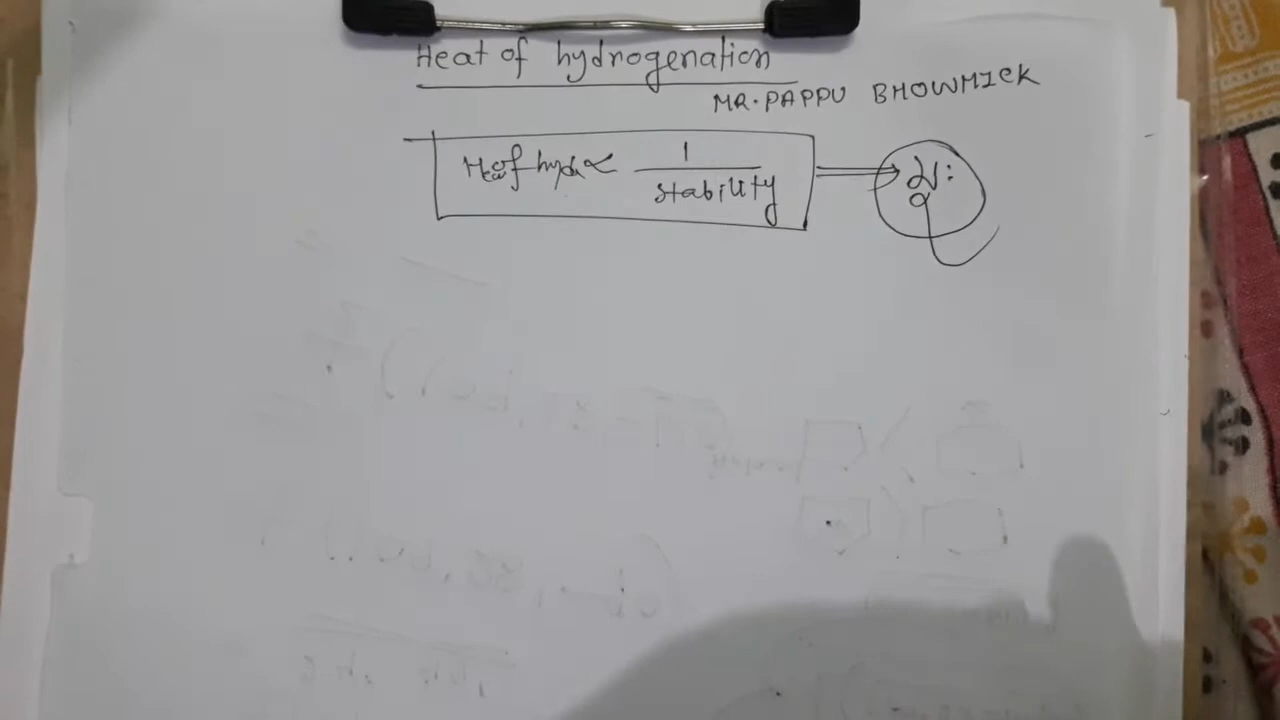 Heat of hydrogenation
MR. PAPPU BHOWMICK
Heat of hydn ∝ 1 / stability ⇒